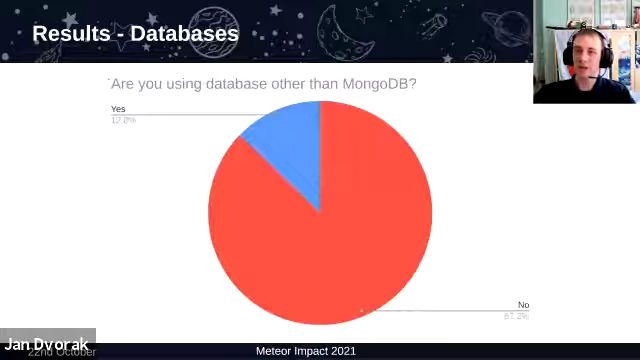 Results - Databases
Are you using database other than MongoDB?
Yes
12.8%
No
87.2%
Jan Dvorak
22nd October
Meteor Impact 2021